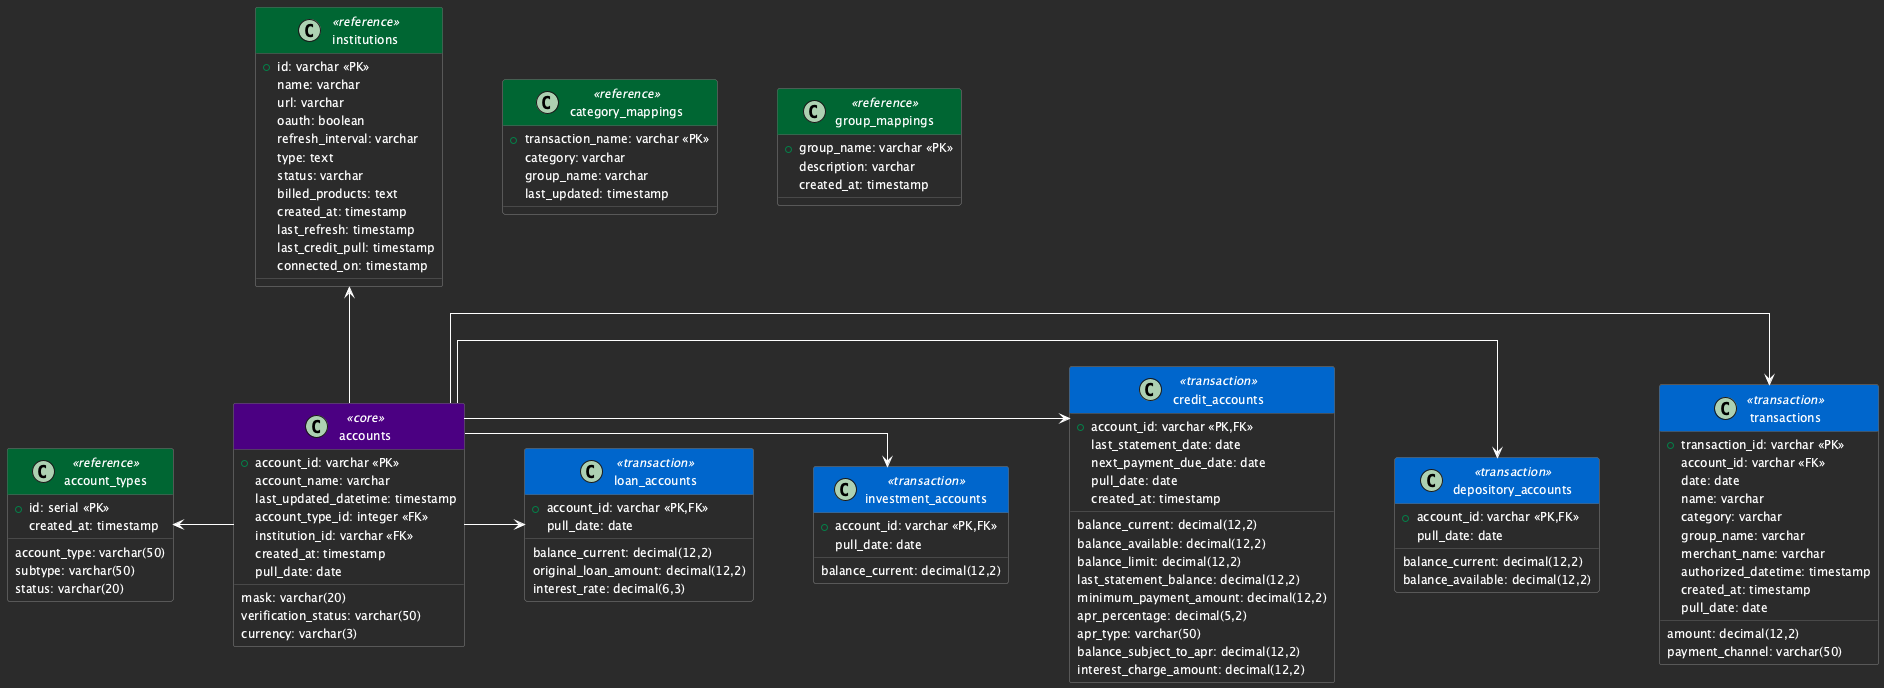 C
«reference»
institutions
id: varchar «PK»
name: varchar
url: varchar
oauth: boolean
refresh_interval: varchar
type: text
status: varchar
billed_products: text
created_at: timestamp
last_refresh: timestamp
last_credit_pull: timestamp
connected_on: timestamp
C
«reference»
category_mappings
transaction_name: varchar «PK»
category: varchar
group_name: varchar
last_updated: timestamp
C
«reference»
group_mappings
group_name: varchar «PK»
description: varchar
created_at: timestamp
C
«reference»
account_types
id: serial «PK»
created_at: timestamp
account_type: varchar(50)
subtype: varchar(50)
status: varchar(20)
C
«core»
accounts
account_id: varchar «PK»
account_name: varchar
last_updated_datetime: timestamp
account_type_id: integer «FK»
institution_id: varchar «FK»
created_at: timestamp
pull_date: date
mask: varchar(20)
verification_status: varchar(50)
currency: varchar(3)
C
«transaction»
loan_accounts
account_id: varchar «PK,FK»
pull_date: date
balance_current: decimal(12,2)
original_loan_amount: decimal(12,2)
interest_rate: decimal(6,3)
C
«transaction»
investment_accounts
account_id: varchar «PK,FK»
pull_date: date
balance_current: decimal(12,2)
C
«transaction»
credit_accounts
account_id: varchar «PK,FK»
last_statement_date: date
next_payment_due_date: date
pull_date: date
created_at: timestamp
balance_current: decimal(12,2)
balance_available: decimal(12,2)
balance_limit: decimal(12,2)
last_statement_balance: decimal(12,2)
minimum_payment_amount: decimal(12,2)
apr_percentage: decimal(5,2)
apr_type: varchar(50)
balance_subject_to_apr: decimal(12,2)
interest_charge_amount: decimal(12,2)
C
«transaction»
depository_accounts
account_id: varchar «PK,FK»
pull_date: date
balance_current: decimal(12,2)
balance_available: decimal(12,2)
C
«transaction»
transactions
transaction_id: varchar «PK»
account_id: varchar «FK»
date: date
name: varchar
category: varchar
group_name: varchar
merchant_name: varchar
authorized_datetime: timestamp
created_at: timestamp
pull_date: date
amount: decimal(12,2)
payment_channel: varchar(50)